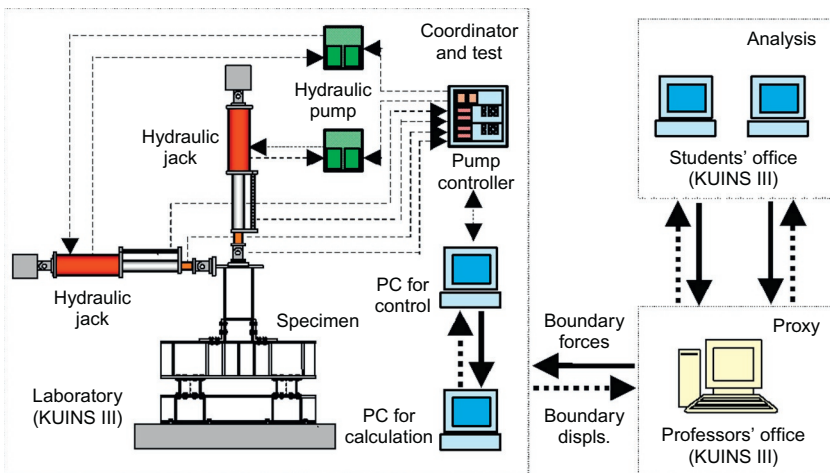 Coordinator
and test
Hydraulic
pump
Hydraulic
jack
Pump
controller
Hydraulic
jack
PC for
control
Specimen
Laboratory
(KUINS III)
PC for
calculation
Boundary
forces
Boundary
displs.
Analysis
Students’ office
(KUINS III)
Proxy
Professors’ office
(KUINS III)